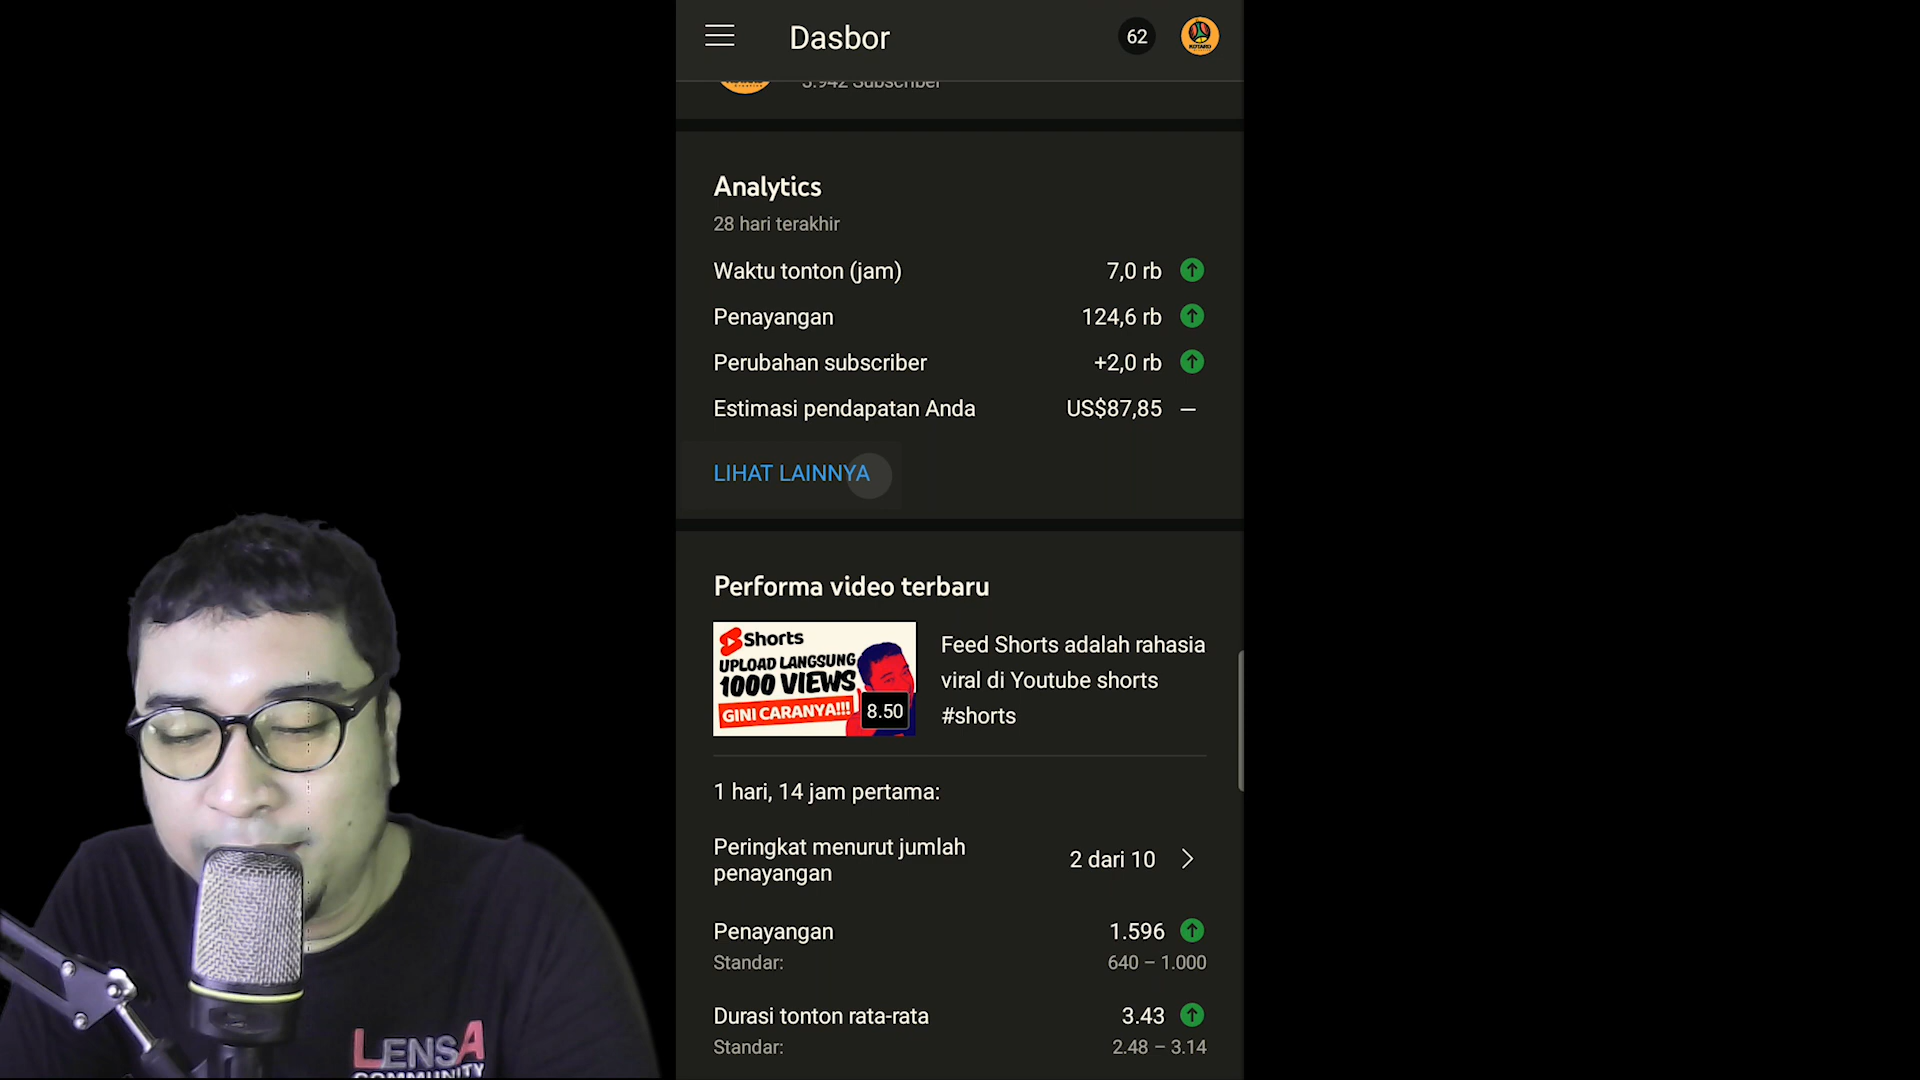 Dasbor
62
3.942 Subscriber
Analytics
28 hari terakhir
Waktu tonton (jam) 7,0 rb
Penayangan 124,6 rb
Perubahan subscriber +2,0 rb
Estimasi pendapatan Anda US$87,85 –
LIHAT LAINNYA
Performa video terbaru
Shorts
UPLOAD LANGSUNG
1000 VIEWS
GINI CARANYA!!!
8.50
Feed Shorts adalah rahasia
viral di Youtube shorts
#shorts
1 hari, 14 jam pertama:
Peringkat menurut jumlah
penayangan
2 dari 10
Penayangan 1.596
Standar: 640 – 1.000
Durasi tonton rata-rata 3.43
Standar: 2.48 – 3.14
LENSA
COMMUNITY